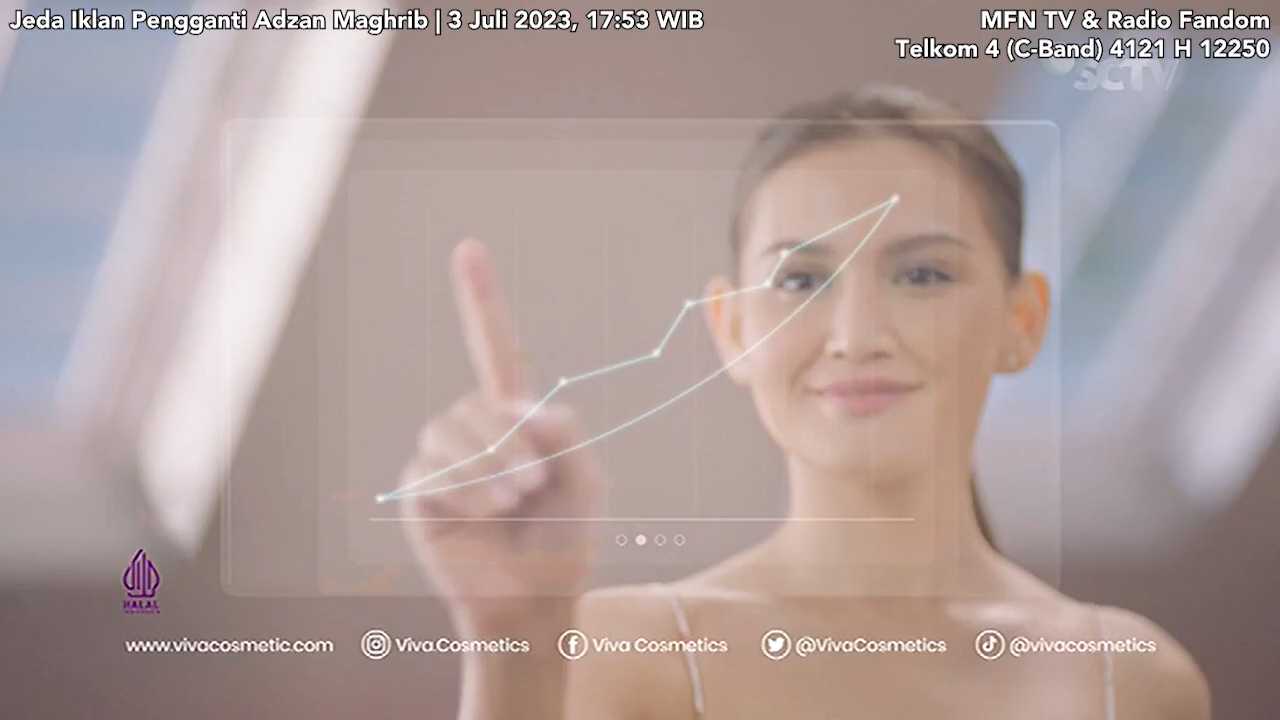 Jeda Iklan Pengganti Adzan Maghrib | 3 Juli 2023, 17:53 WIB
MFN TV & Radio Fandom
Telkom 4 (C-Band) 4121 H 12250
SCTV
HALAL
www.vivacosmetic.com
Viva.Cosmetics
Viva Cosmetics
@VivaCosmetics
@vivacosmetics